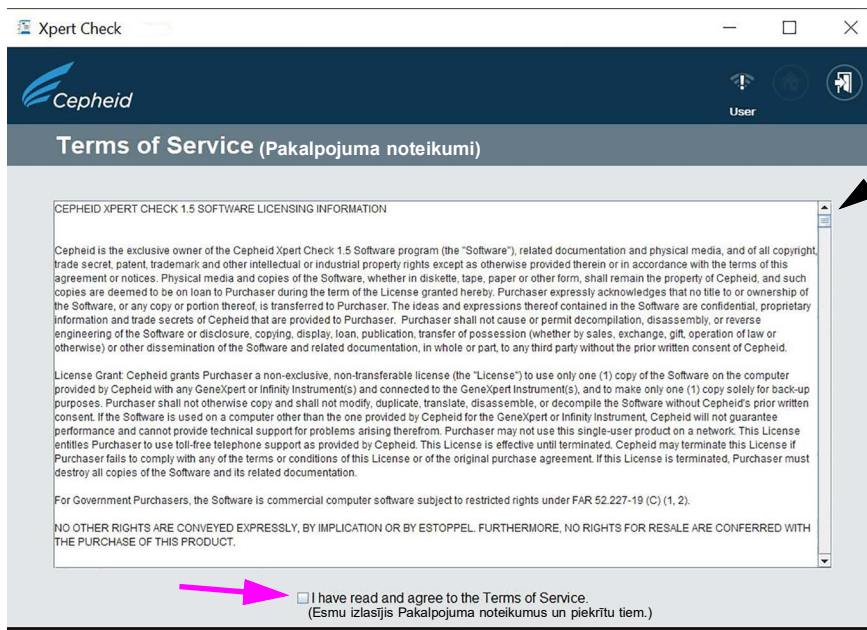 Xpert Check
Cepheid
User
Terms of Service (Pakalpojuma noteikumi)
CEPHEID XPERT CHECK 1.5 SOFTWARE LICENSING INFORMATION
Cepheid is the exclusive owner of the Cepheid Xpert Check 1.5 Software program (the "Software"), related documentation and physical media, and of all copyright,
trade secret, patent, trademark and other intellectual or industrial property rights except as otherwise provided therein or in accordance with the terms of this
agreement or notices. Physical media and copies of the Software, whether in diskette, tape, paper or other form, shall remain the property of Cepheid, and such
copies are deemed to be on loan to Purchaser during the term of the License granted hereby. Purchaser expressly acknowledges that no title to or ownership of
the Software, or any copy or portion thereof, is transferred to Purchaser. The ideas and expressions thereof contained in the Software are confidential, proprietary
information and trade secrets of Cepheid that are provided to Purchaser. Purchaser shall not cause or permit decompilation, disassembly, or reverse
engineering of the Software or disclosure, copying, display, loan, publication, transfer of possession (whether by sales, exchange, gift, operation of law or
otherwise) or other dissemination of the Software and related documentation, in whole or part, to any third party without the prior written consent of Cepheid.
License Grant: Cepheid grants Purchaser a non-exclusive, non-transferable license (the "License") to use only one (1) copy of the Software on the computer
provided by Cepheid with any GeneXpert or Infinity Instrument(s) and connected to the GeneXpert Instrument(s), and to make only one (1) copy solely for back-up
purposes. Purchaser shall not otherwise copy and shall not modify, duplicate, translate, disassemble, or decompile the Software without Cepheid's prior written
consent. If the Software is used on a computer other than the one provided by Cepheid for the GeneXpert or Infinity Instrument, Cepheid will not guarantee
performance and cannot provide technical support for problems arising therefrom. Purchaser may not use this single-user product on a network. This License
entitles Purchaser to use toll-free telephone support as provided by Cepheid. This License is effective until terminated. Cepheid may terminate this License if
Purchaser fails to comply with any of the terms or conditions of this License or of the original purchase agreement. If this License is terminated, Purchaser must
destroy all copies of the Software and its related documentation.
For Government Purchasers, the Software is commercial computer software subject to restricted rights under FAR 52.227-19 (C) (1, 2).
NO OTHER RIGHTS ARE CONVEYED EXPRESSLY, BY IMPLICATION OR BY ESTOPPEL. FURTHERMORE, NO RIGHTS FOR RESALE ARE CONFERRED WITH
THE PURCHASE OF THIS PRODUCT.
I have read and agree to the Terms of Service.
(Esmu izlasījis Pakalpojuma noteikumus un piekrītu tiem.)